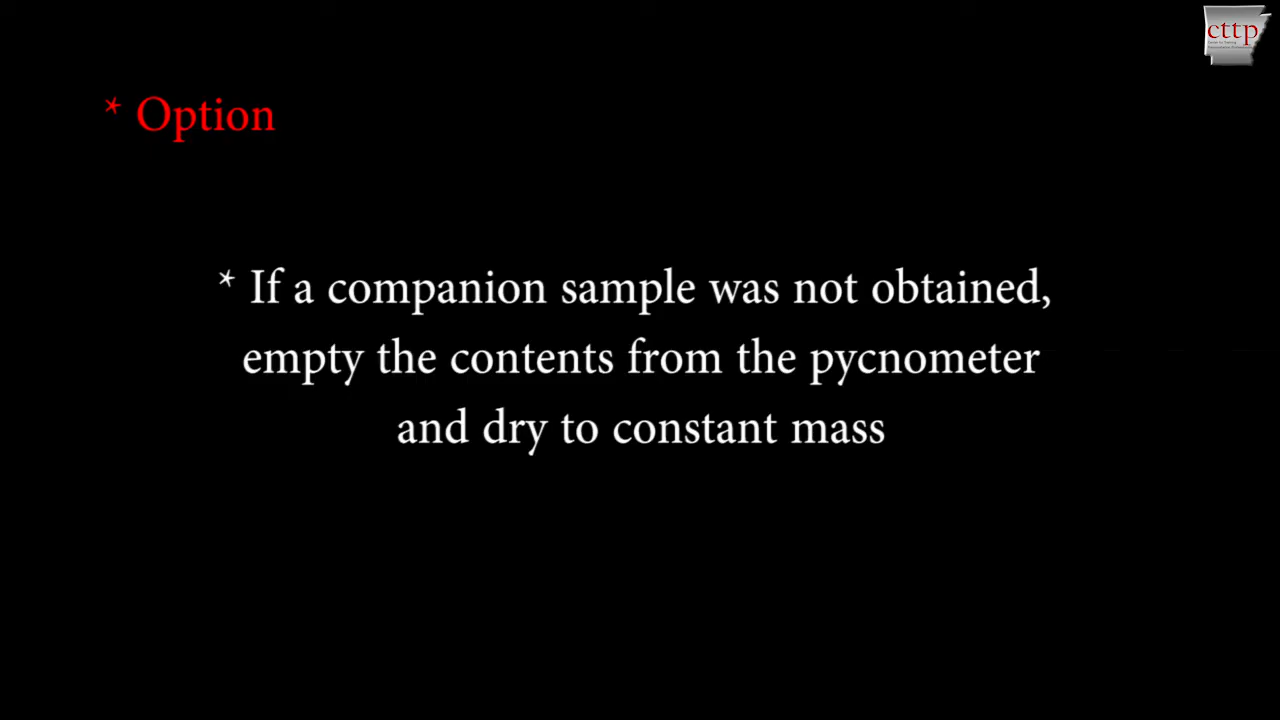 cttp
* Option
* If a companion sample was not obtained,
empty the contents from the pycnometer
and dry to constant mass